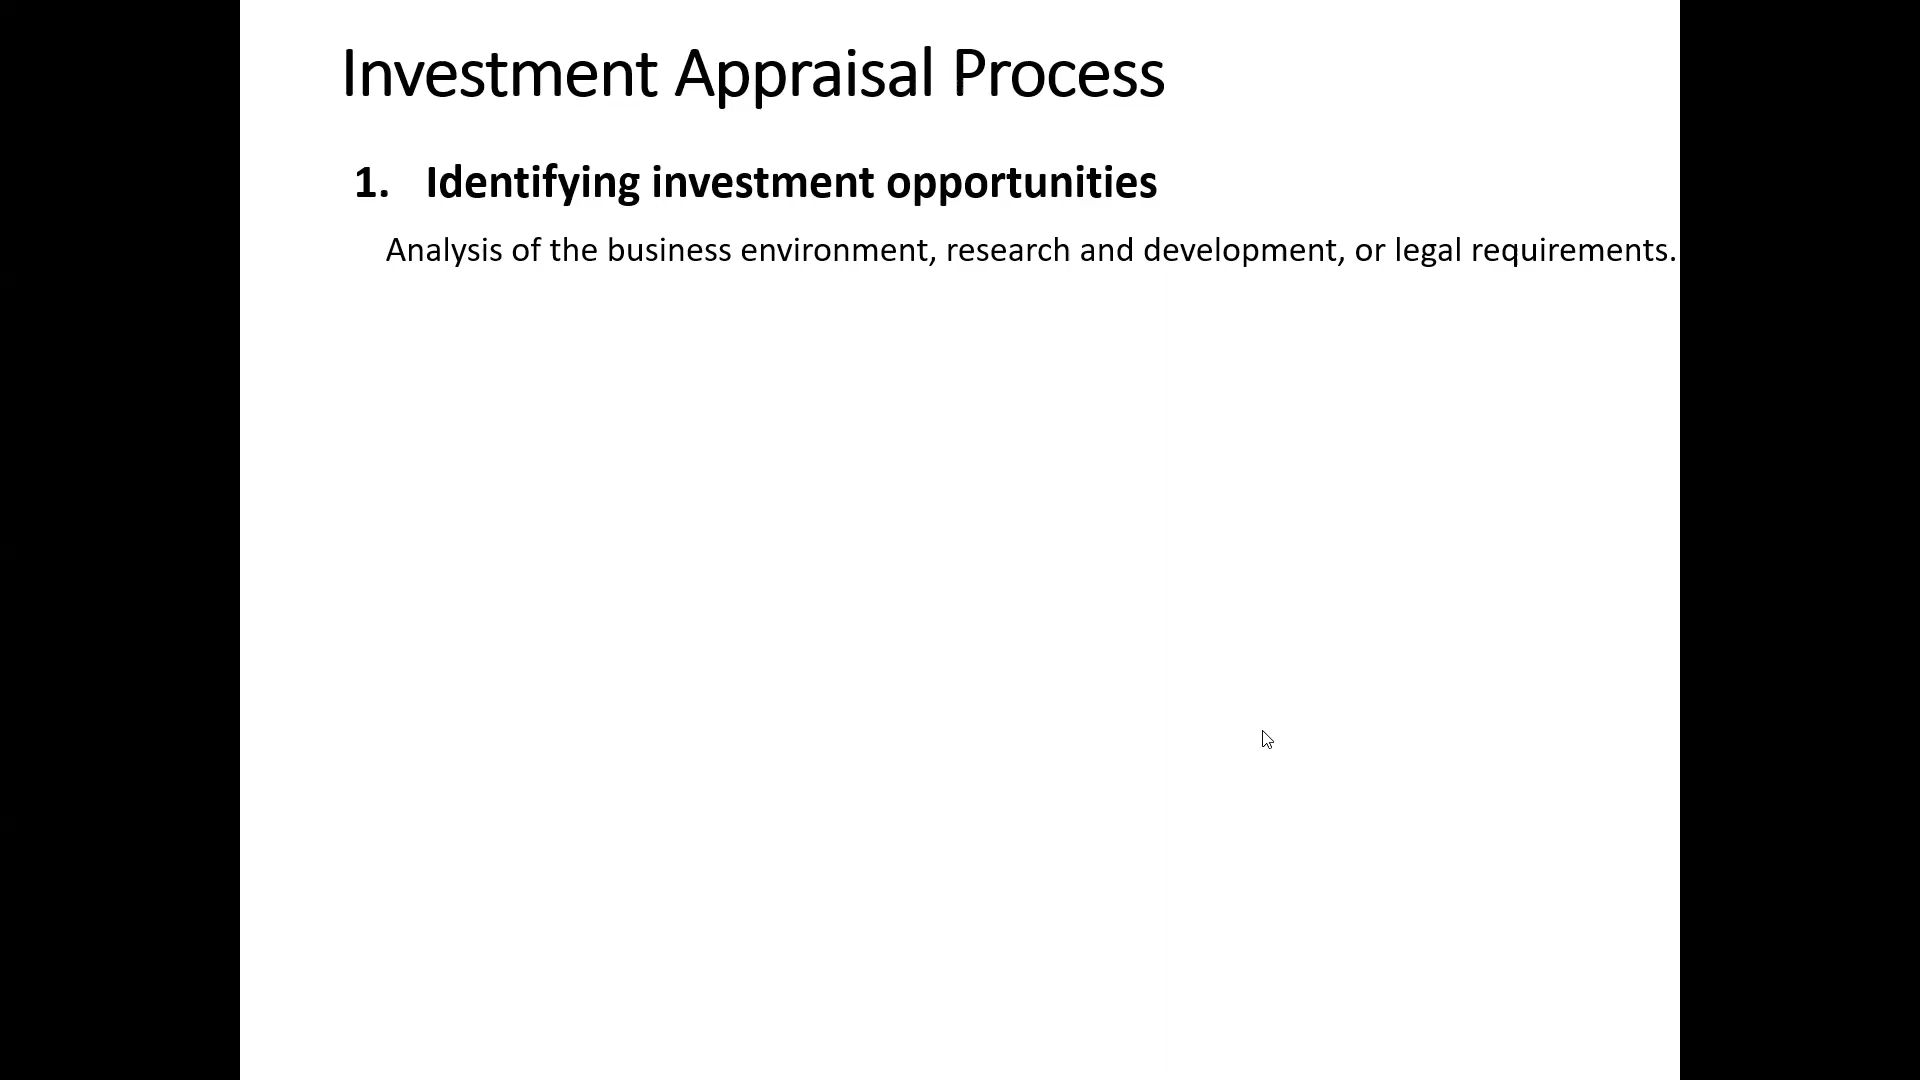 Investment Appraisal Process
1. Identifying investment opportunities
Analysis of the business environment, research and development, or legal requirements.